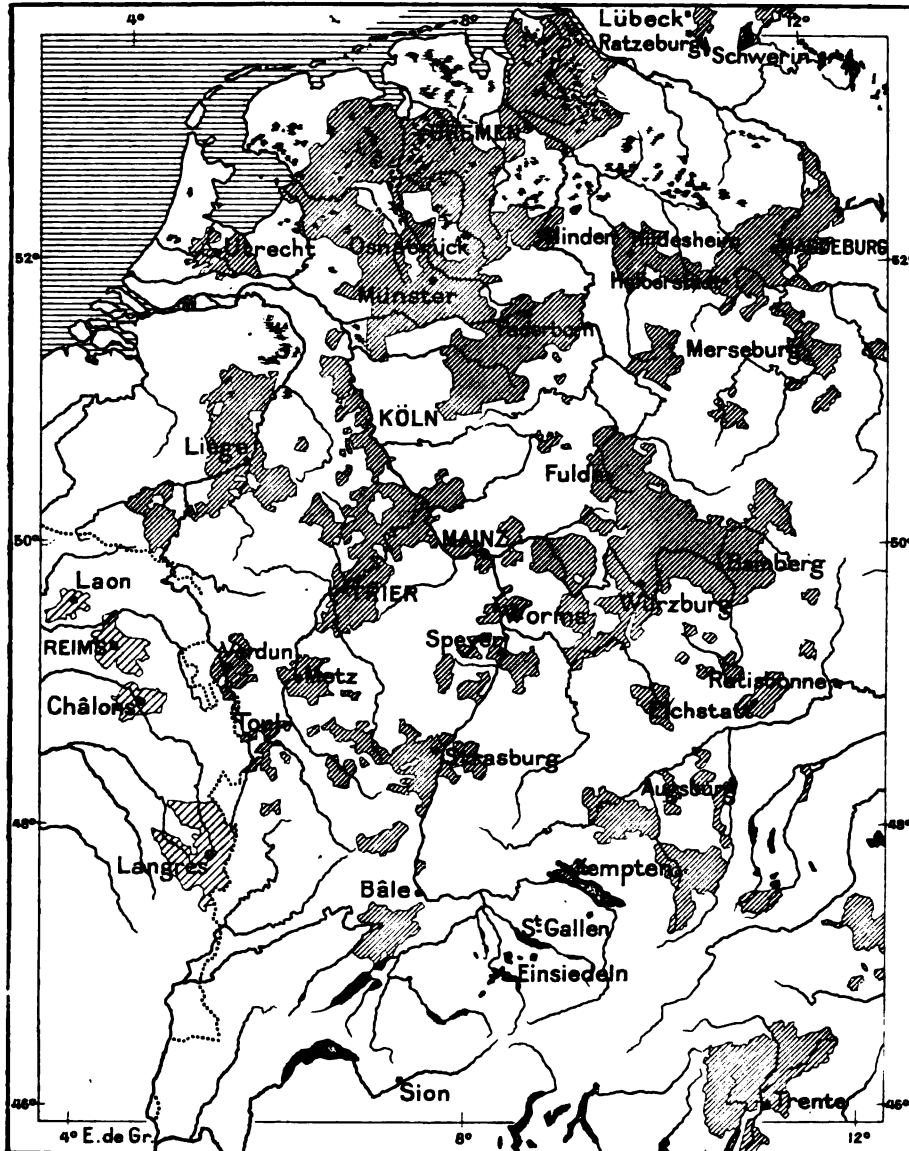 4°
8°
12°
Lübeck
Ratzeburg
Schwerin
BREMEN
52°
Utrecht
Osnabrück
Minden
Hildesheim
MAGDEBURG
52°
Halberstadt
Münster
Paderborn
Merseburg
KÖLN
Liège
Fulda
50°
MAINZ
50°
Bamberg
Laon
TRIER
Worms
Würzburg
REIMS
Verdun
Speyer
Metz
Ratisbonne
Châlons
Toul
Eichstatt
Strasburg
Augsburg
48°
48°
Langres
Kempten
Bâle
St Gallen
Einsiedeln
Sion
46°
Trente
46°
4° E. de Gr.
8°
12°